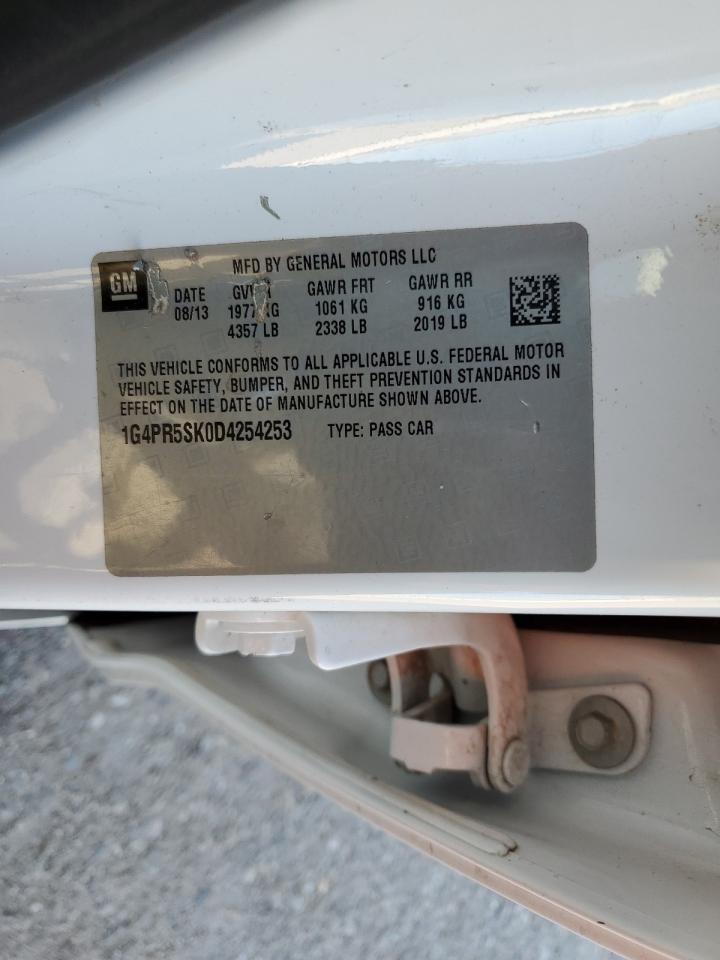 GM
MFD BY GENERAL MOTORS LLC
DATE GAWR FRT GAWR RR
08/13 1061 KG 916 KG
4357 LB 2338 LB 2019 LB
THIS VEHICLE CONFORMS TO ALL APPLICABLE U.S. FEDERAL MOTOR
VEHICLE SAFETY, BUMPER, AND THEFT PREVENTION STANDARDS IN
EFFECT ON THE DATE OF MANUFACTURE SHOWN ABOVE.
1G4PR5SK0D4254253 TYPE: PASS CAR